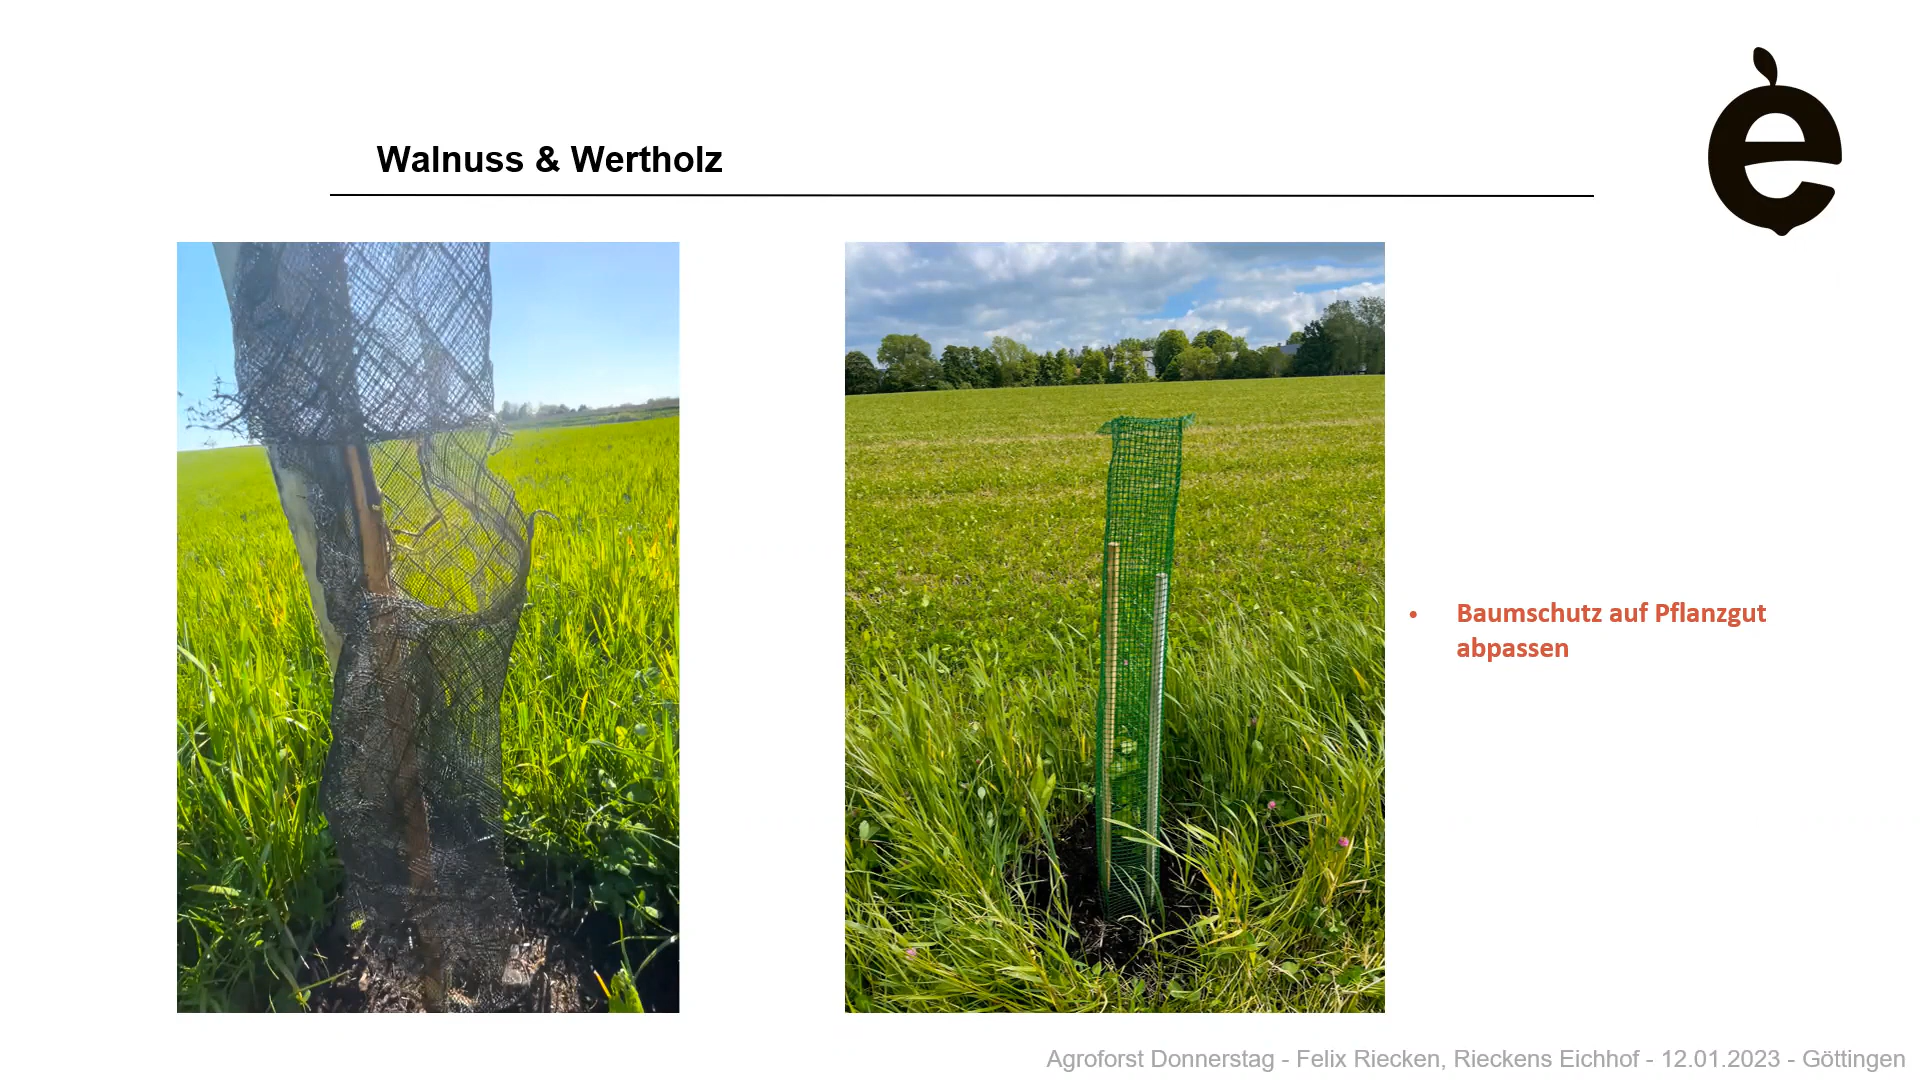 Walnuss & Wertholz
e
• Baumschutz auf Pflanzgut
abpassen
Agroforst Donnerstag - Felix Riecken, Rieckens Eichhof - 12.01.2023 - Göttingen